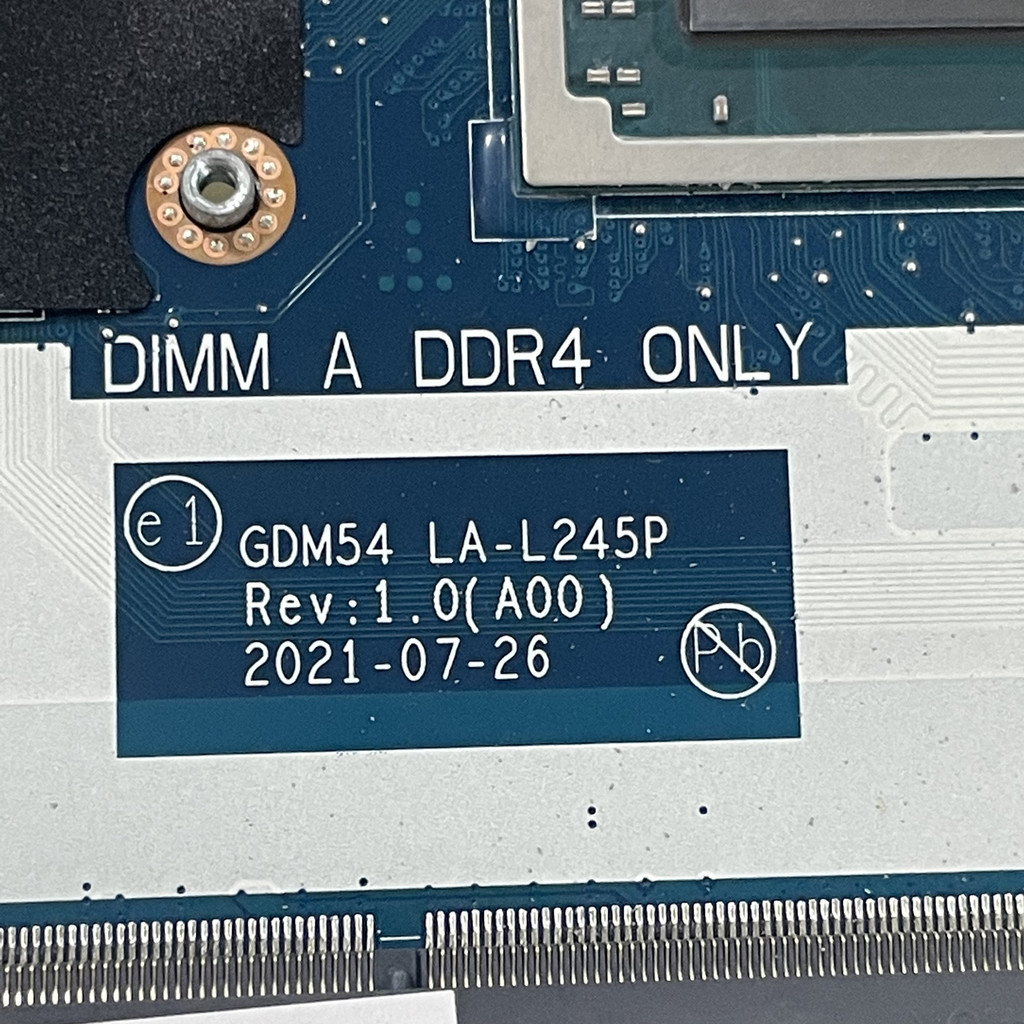 DIMM A DDR4 ONLY
e1
GDM54 LA-L245P
Rev:1.0(A00)
2021-07-26
Pb